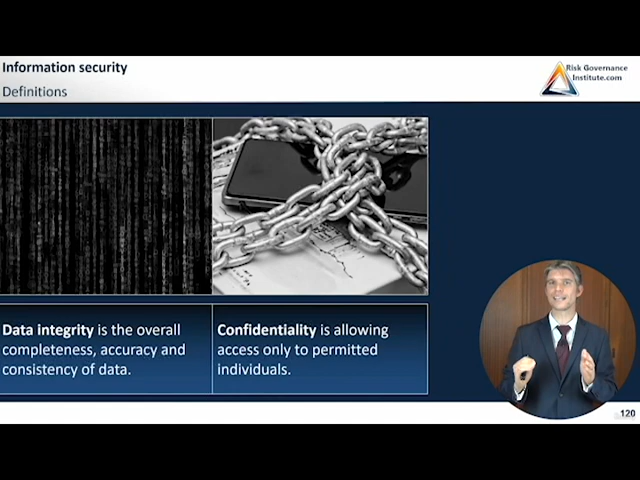 Information security
Definitions
Risk Governance
Institute.com
Data integrity is the overall
completeness, accuracy and
consistency of data.
Confidentiality is allowing
access only to permitted
individuals.
120